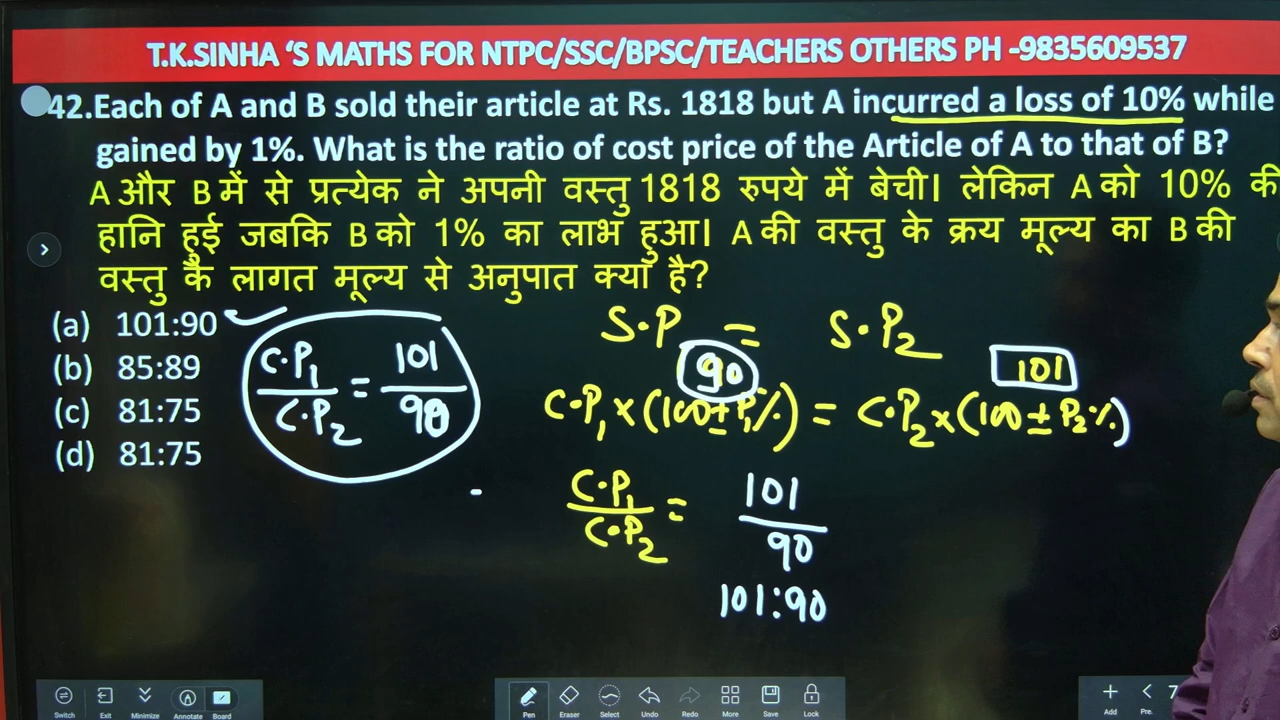 T.K.SINHA ‘S MATHS FOR NTPC/SSC/BPSC/TEACHERS OTHERS PH -9835609537
42.Each of A and B sold their article at Rs. 1818 but A incurred a loss of 10% while
gained by 1%. What is the ratio of cost price of the Article of A to that of B?
A और B में से प्रत्येक ने अपनी वस्तु 1818 रुपये में बेची। लेकिन A को 10% की
हानि हुई जबकि B को 1% का लाभ हुआ। A की वस्तु के क्रय मूल्य का B की
वस्तु के लागत मूल्य से अनुपात क्या है?
(a) 101:90
(b) 85:89
(c) 81:75
(d) 81:75
C.P1/C.P2 = 101/90
S.P = S.P2
90 101
C.P1 x (100 ± P1%) = C.P2 x (100 ± P2%)
C.P1/C.P2 = 101/90
101:90
Switch Exit Minimize Annotate Board
Pen Eraser Select Undo Redo More Save Lock
Add Pre. 7